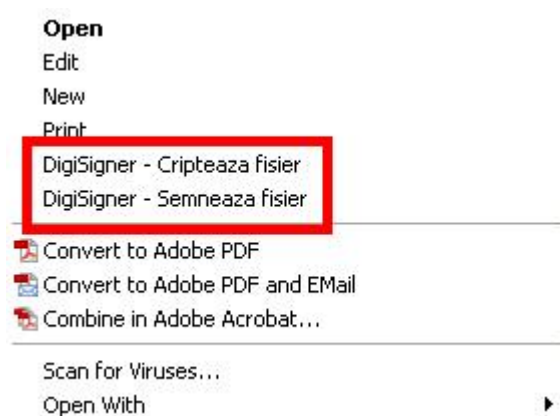 Open
Edit
New
Print
DigiSigner - Cripteaza fisier
DigiSigner - Semneaza fisier
Convert to Adobe PDF
Convert to Adobe PDF and EMail
Combine in Adobe Acrobat...
Scan for Viruses...
Open With